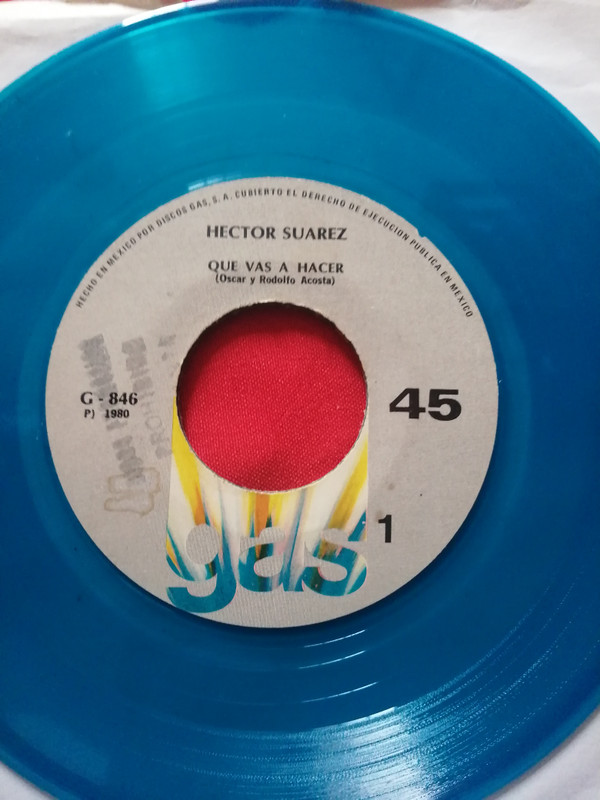 HECHO EN MEXICO POR DISCOS GAS, S. A. CUBIERTO EL DERECHO DE EJECUCION PUBLICA EN MEXICO
HECTOR SUAREZ
QUE VAS A HACER
(Oscar y Rodolfo Acosta)
G - 846
P) 1980
45
PROHIBIDA
1
gas